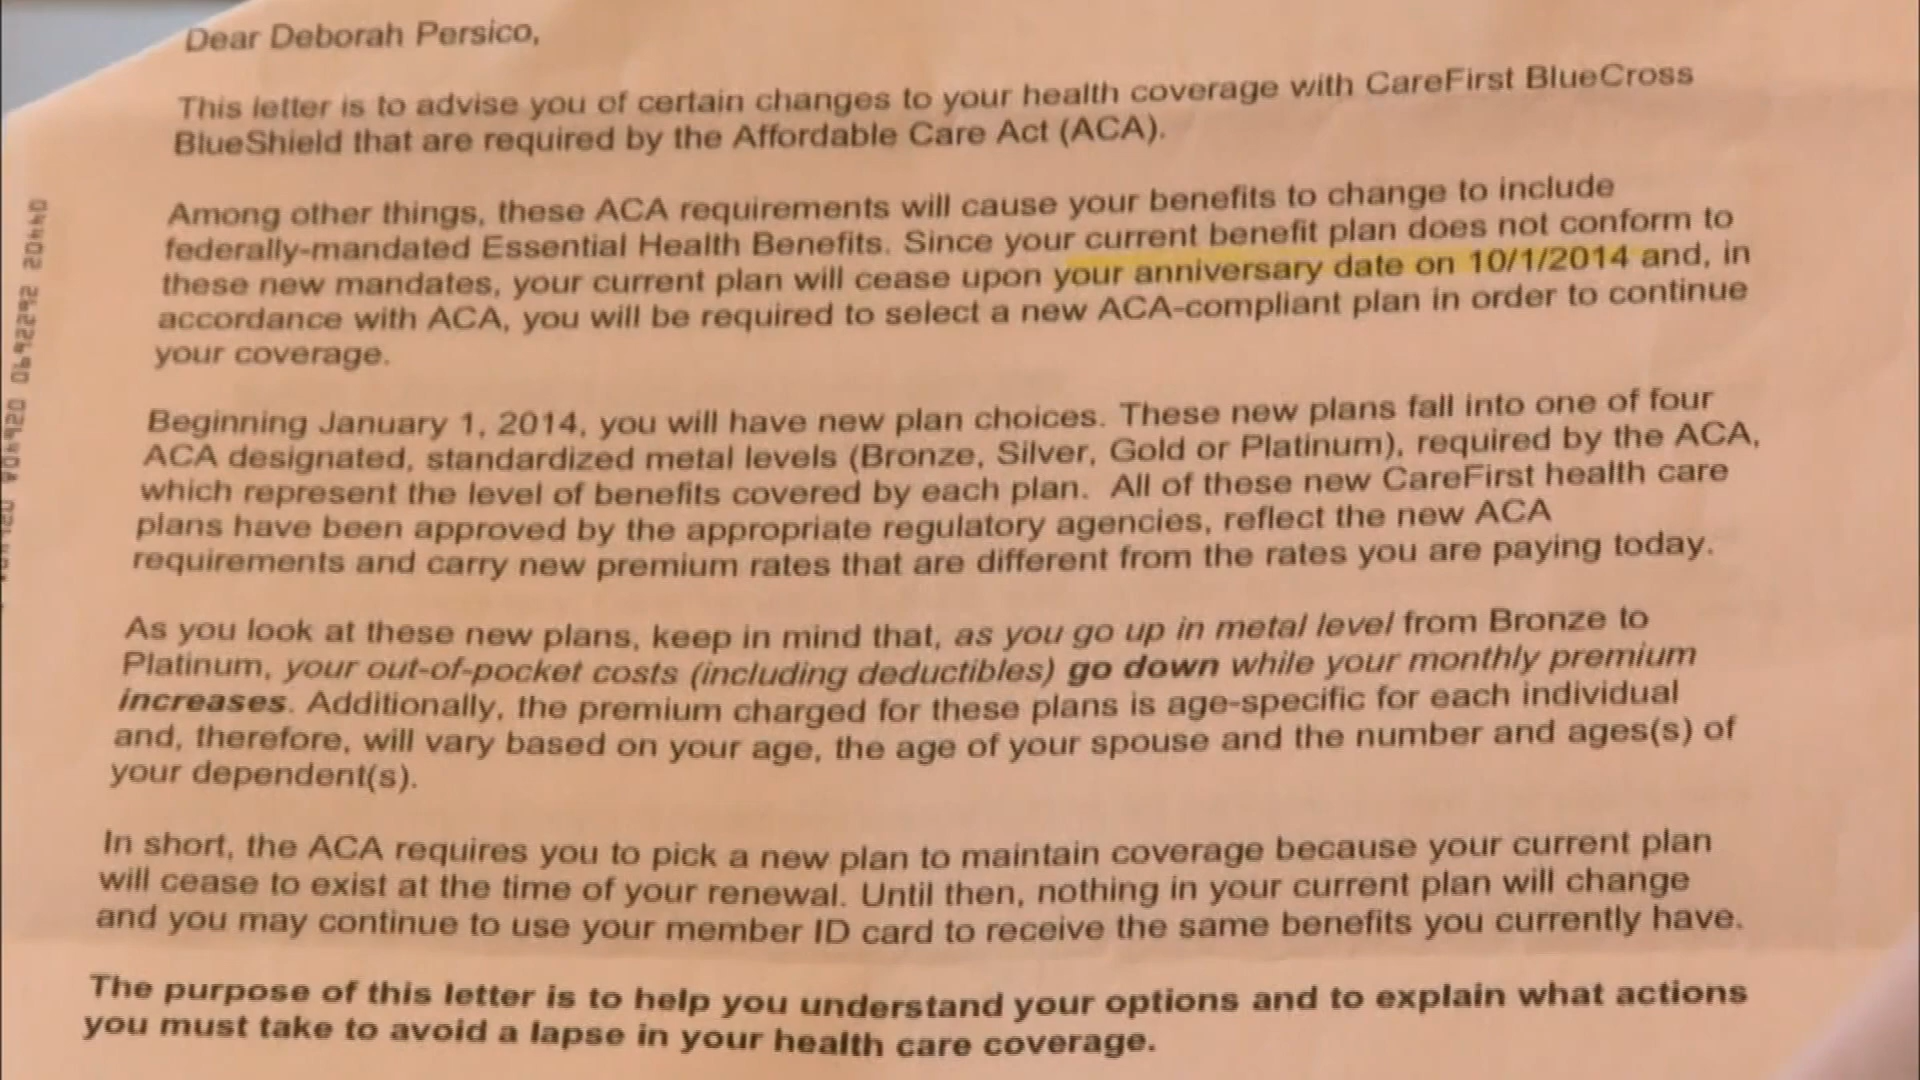 Dear Deborah Persico,
This letter is to advise you of certain changes to your health coverage with CareFirst BlueCross
BlueShield that are required by the Affordable Care Act (ACA).
Among other things, these ACA requirements will cause your benefits to change to include
federally-mandated Essential Health Benefits. Since your current benefit plan does not conform to
these new mandates, your current plan will cease upon your anniversary date on 10/1/2014 and, in
accordance with ACA, you will be required to select a new ACA-compliant plan in order to continue
your coverage.
Beginning January 1, 2014, you will have new plan choices. These new plans fall into one of four
ACA designated, standardized metal levels (Bronze, Silver, Gold or Platinum), required by the ACA,
which represent the level of benefits covered by each plan. All of these new CareFirst health care
plans have been approved by the appropriate regulatory agencies, reflect the new ACA
requirements and carry new premium rates that are different from the rates you are paying today.
As you look at these new plans, keep in mind that, as you go up in metal level from Bronze to
Platinum, your out-of-pocket costs (including deductibles) go down while your monthly premium
increases. Additionally, the premium charged for these plans is age-specific for each individual
and, therefore, will vary based on your age, the age of your spouse and the number and ages(s) of
your dependent(s).
In short, the ACA requires you to pick a new plan to maintain coverage because your current plan
will cease to exist at the time of your renewal. Until then, nothing in your current plan will change
and you may continue to use your member ID card to receive the same benefits you currently have.
The purpose of this letter is to help you understand your options and to explain what actions
you must take to avoid a lapse in your health care coverage.